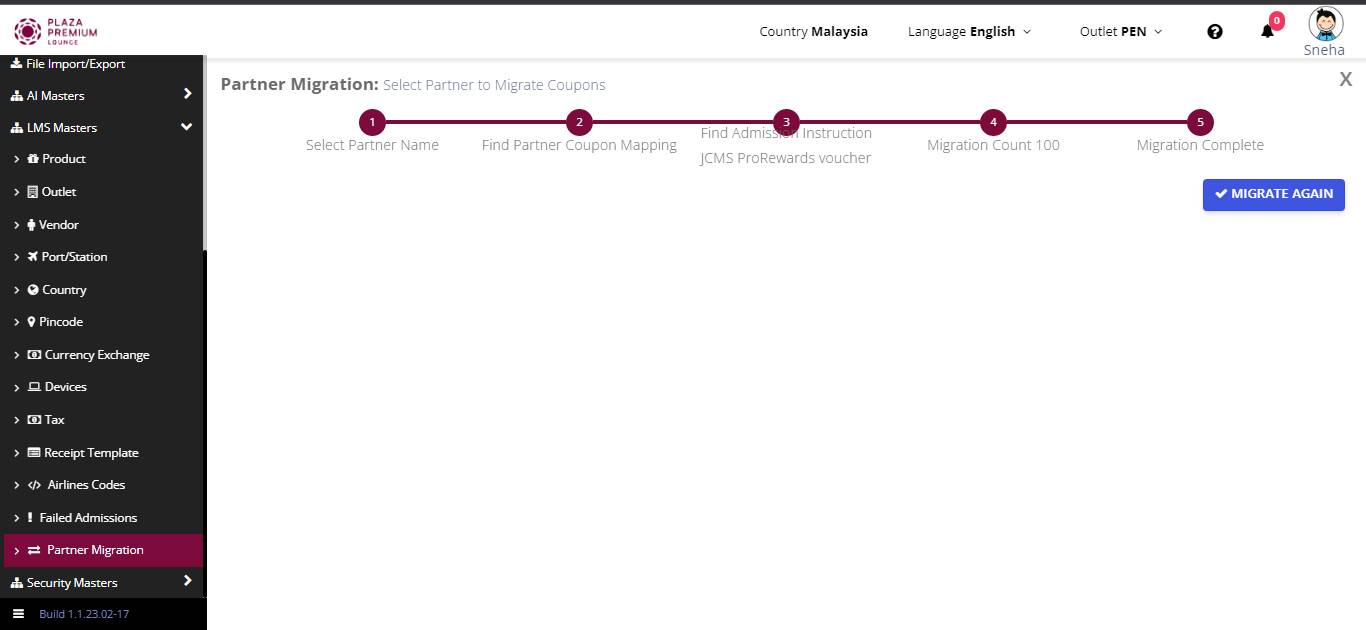 PLAZA
PREMIUM
LOUNGE
Country Malaysia
Language English
Outlet PEN
0
Sneha
File Import/Export
AI Masters
LMS Masters
Product
Outlet
Vendor
Port/Station
Country
Pincode
Currency Exchange
Devices
Tax
Receipt Template
Airlines Codes
Failed Admissions
Partner Migration
Security Masters
Build 1.1.23.02-17
Partner Migration: Select Partner to Migrate Coupons
X
1
Select Partner Name
2
Find Partner Coupon Mapping
3
Find Admission Instruction
JCMS ProRewards voucher
4
Migration Count 100
5
Migration Complete
MIGRATE AGAIN